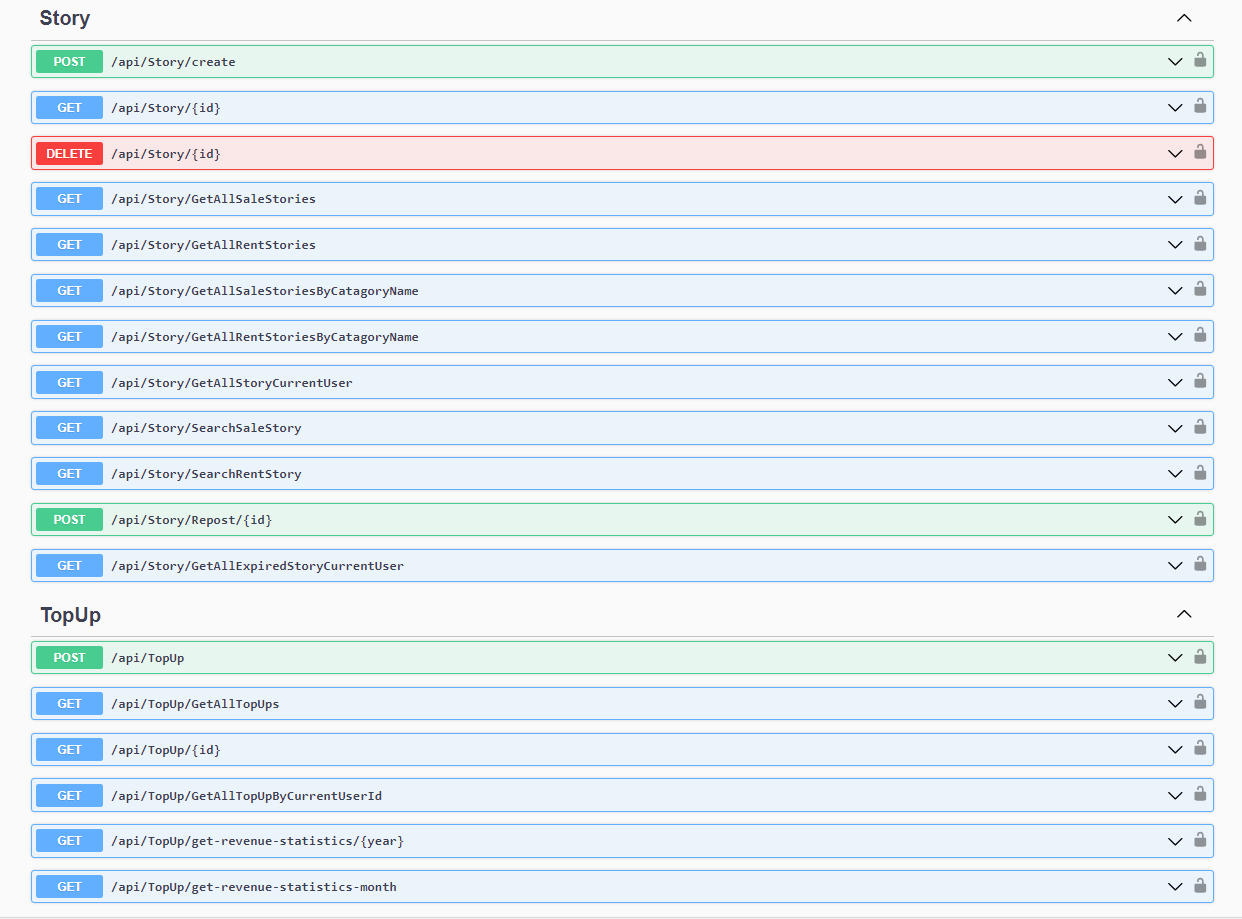 Story
POST /api/Story/create
GET /api/Story/{id}
DELETE /api/Story/{id}
GET /api/Story/GetAllSaleStories
GET /api/Story/GetAllRentStories
GET /api/Story/GetAllSaleStoriesByCatagoryName
GET /api/Story/GetAllRentStoriesByCatagoryName
GET /api/Story/GetAllStoryCurrentUser
GET /api/Story/SearchSaleStory
GET /api/Story/SearchRentStory
POST /api/Story/Repost/{id}
GET /api/Story/GetAllExpiredStoryCurrentUser
TopUp
POST /api/TopUp
GET /api/TopUp/GetAllTopUps
GET /api/TopUp/{id}
GET /api/TopUp/GetAllTopUpByCurrentUserId
GET /api/TopUp/get-revenue-statistics/{year}
GET /api/TopUp/get-revenue-statistics-month